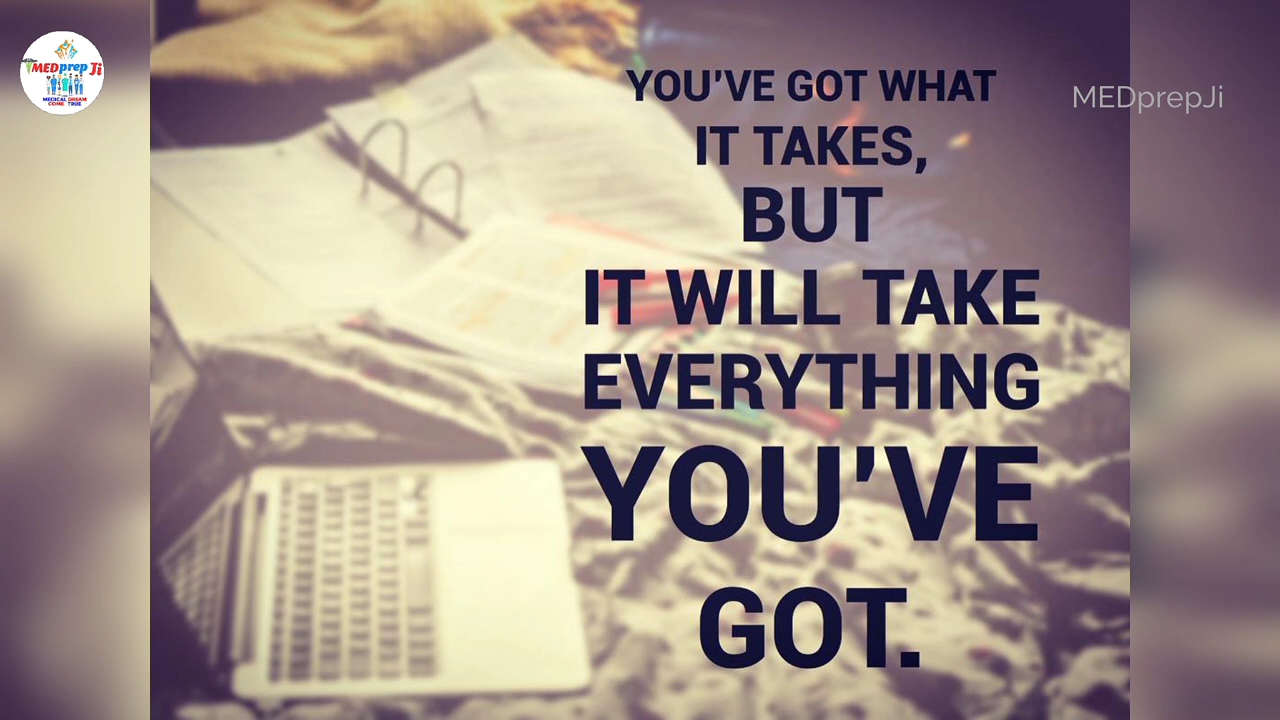 MEDprep Ji
MEDICAL DREAM
COME TRUE
MEDprepJi
YOU'VE GOT WHAT
IT TAKES,
BUT
IT WILL TAKE
EVERYTHING
YOU'VE
GOT.